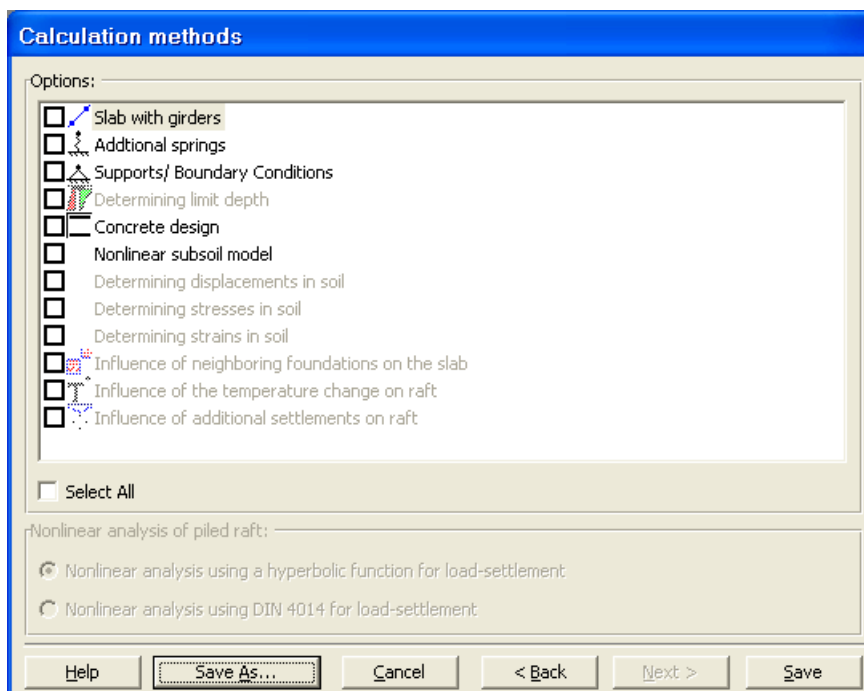 Calculation methods
Options:
Slab with girders
Addtional springs
Supports/ Boundary Conditions
Determining limit depth
Concrete design
Nonlinear subsoil model
Determining displacements in soil
Determining stresses in soil
Determining strains in soil
Influence of neighboring foundations on the slab
Influence of the temperature change on raft
Influence of additional settlements on raft
Select All
Nonlinear analysis of piled raft:
Nonlinear analysis using a hyperbolic function for load-settlement
Nonlinear analysis using DIN 4014 for load-settlement
Help Save As... Cancel < Back Next > Save